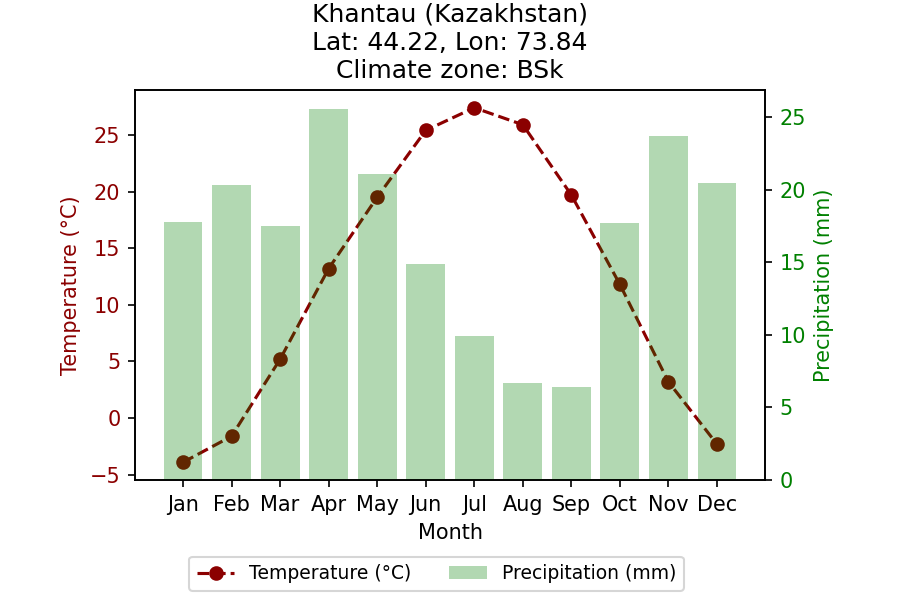 Khantau (Kazakhstan)
Lat: 44.22, Lon: 73.84
Climate zone: BSk
Temperature (°C)
25
20
15
10
5
0
−5
Precipitation (mm)
25
20
15
10
5
0
Jan Feb Mar Apr May Jun Jul Aug Sep Oct Nov Dec
Month
Temperature (°C) Precipitation (mm)